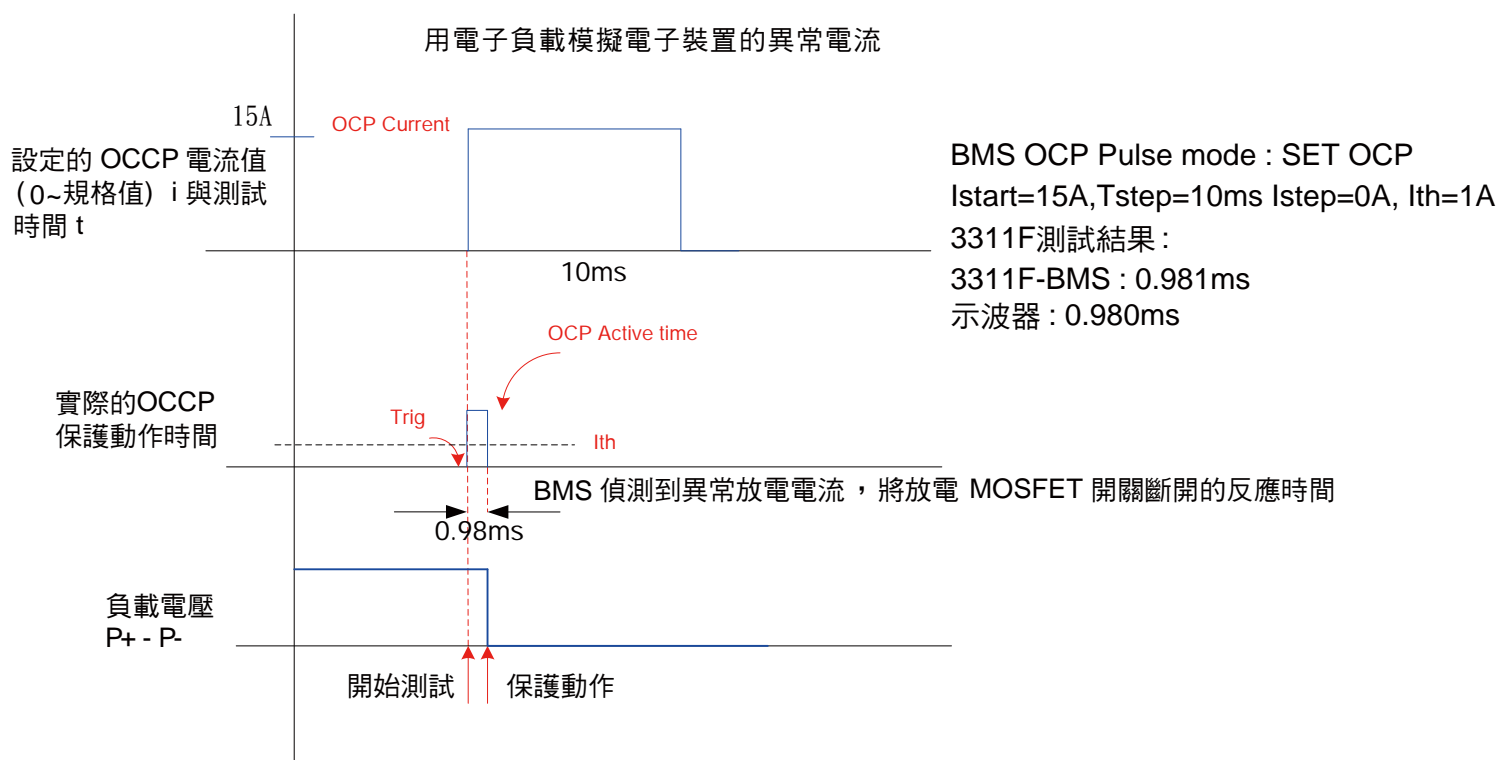 用電子負載模擬電子裝置的異常電流
15A
OCP Current
設定的 OCCP 電流值
(0~規格值) i 與測試
時間 t
10ms
BMS OCP Pulse mode : SET OCP
Istart=15A,Tstep=10ms Istep=0A, Ith=1A
3311F測試結果 :
3311F-BMS : 0.981ms
示波器 : 0.980ms
OCP Active time
實際的OCCP
保護動作時間
Trig
Ith
BMS 偵測到異常放電電流，將放電 MOSFET 開關斷開的反應時間
0.98ms
負載電壓
P+ - P-
開始測試
保護動作